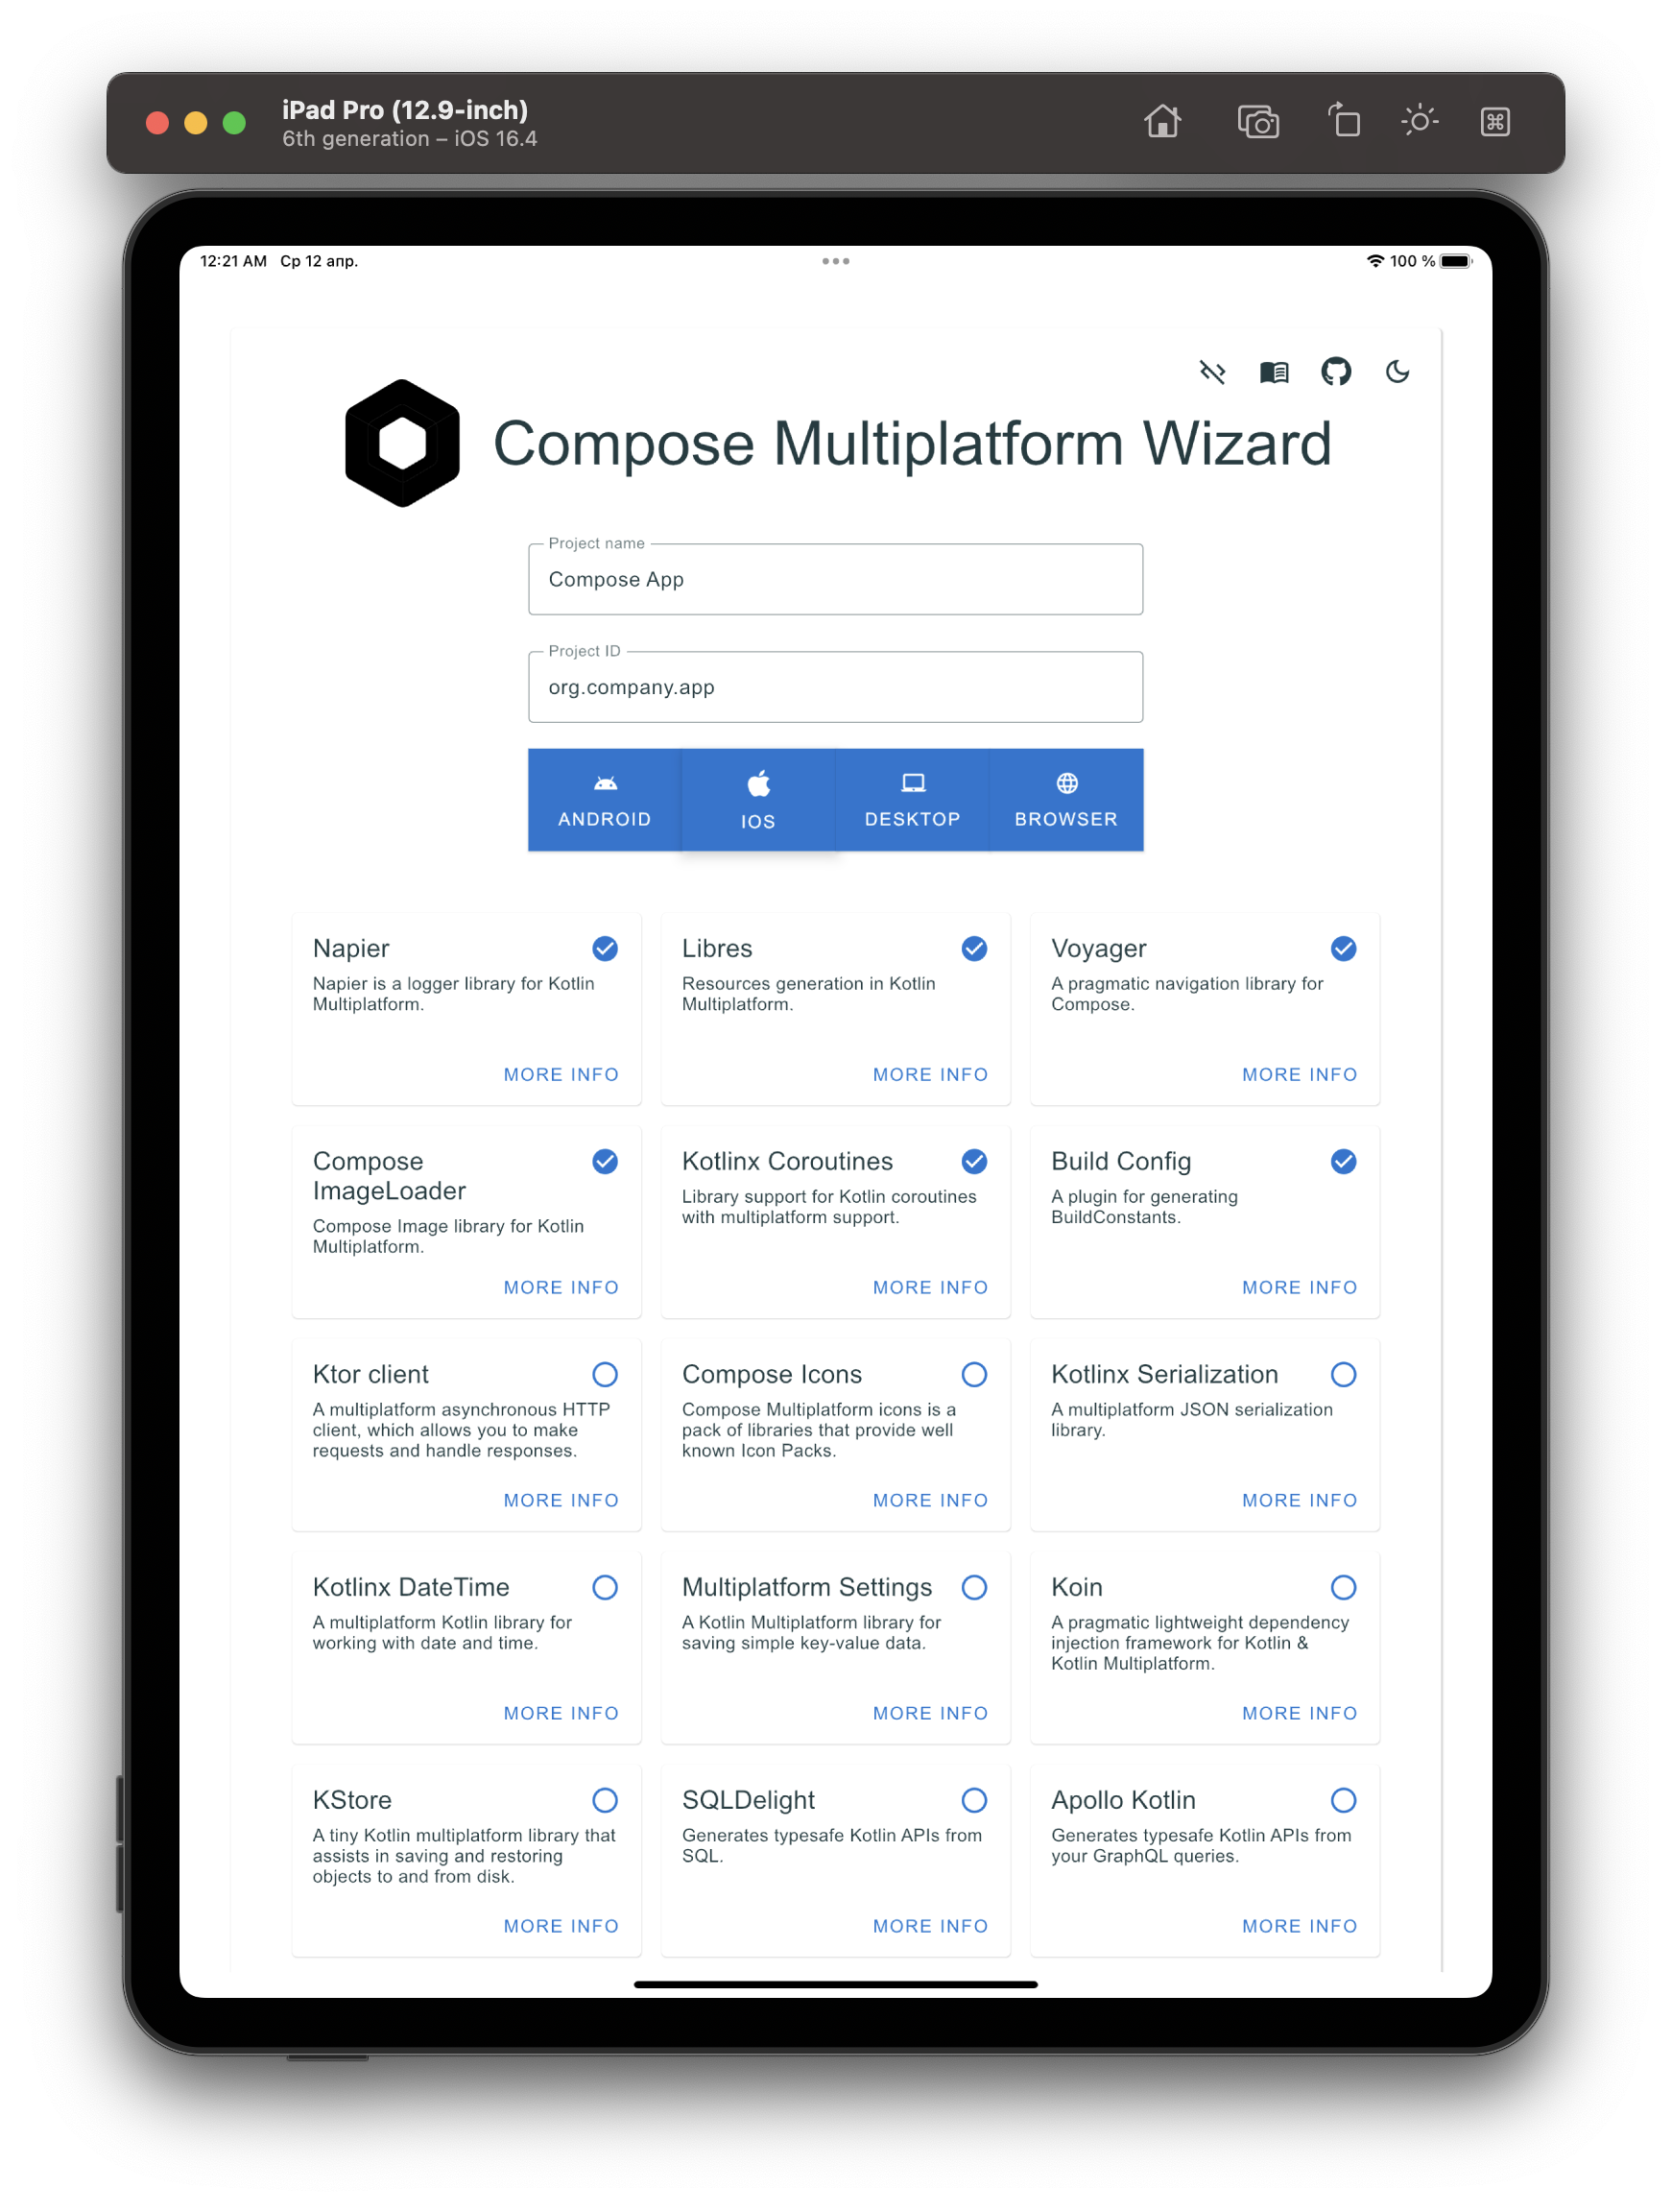 iPad Pro (12.9-inch)
6th generation – iOS 16.4
12:21 AM Ср 12 апр.
100 %
Compose Multiplatform Wizard
Project name
Compose App
Project ID
org.company.app
ANDROID
IOS
DESKTOP
BROWSER
Napier
Napier is a logger library for Kotlin
Multiplatform.
MORE INFO
Libres
Resources generation in Kotlin
Multiplatform.
MORE INFO
Voyager
A pragmatic navigation library for
Compose.
MORE INFO
Compose
ImageLoader
Compose Image library for Kotlin
Multiplatform.
MORE INFO
Kotlinx Coroutines
Library support for Kotlin coroutines
with multiplatform support.
MORE INFO
Build Config
A plugin for generating
BuildConstants.
MORE INFO
Ktor client
A multiplatform asynchronous HTTP
client, which allows you to make
requests and handle responses.
MORE INFO
Compose Icons
Compose Multiplatform icons is a
pack of libraries that provide well
known Icon Packs.
MORE INFO
Kotlinx Serialization
A multiplatform JSON serialization
library.
MORE INFO
Kotlinx DateTime
A multiplatform Kotlin library for
working with date and time.
MORE INFO
Multiplatform Settings
A Kotlin Multiplatform library for
saving simple key-value data.
MORE INFO
Koin
A pragmatic lightweight dependency
injection framework for Kotlin &
Kotlin Multiplatform.
MORE INFO
KStore
A tiny Kotlin multiplatform library that
assists in saving and restoring
objects to and from disk.
MORE INFO
SQLDelight
Generates typesafe Kotlin APIs from
SQL.
MORE INFO
Apollo Kotlin
Generates typesafe Kotlin APIs from
your GraphQL queries.
MORE INFO